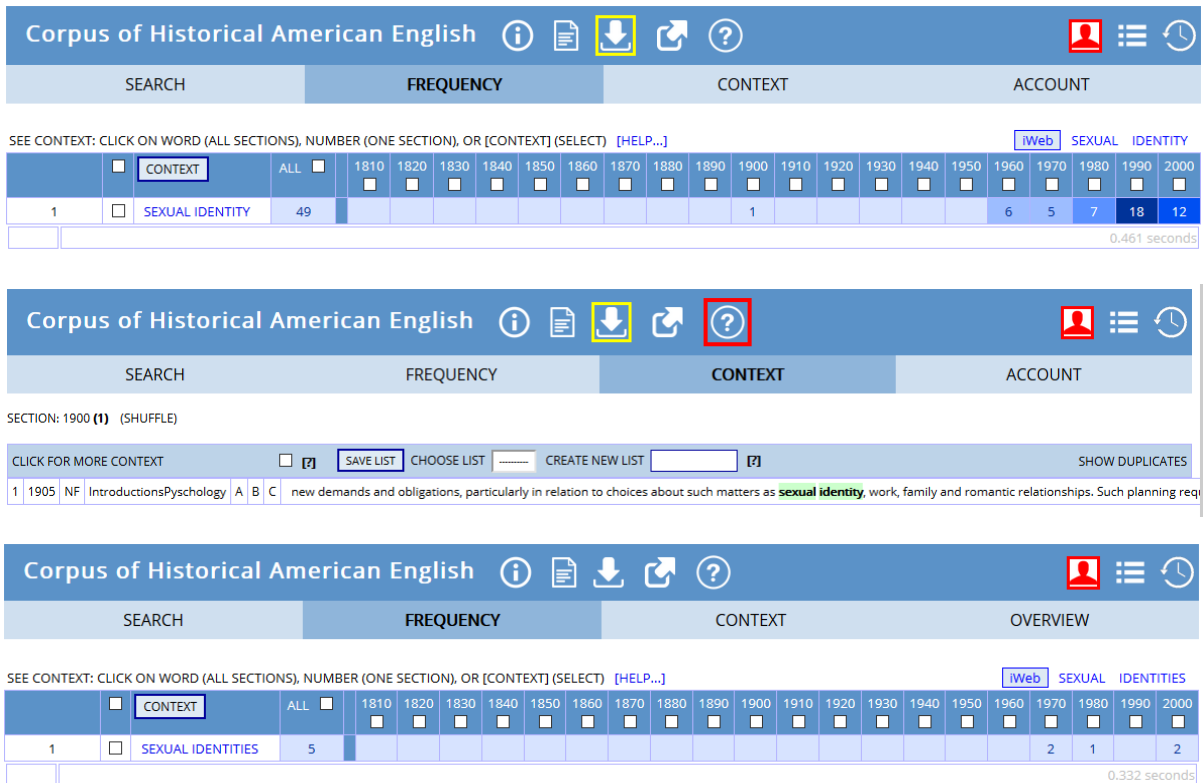 Corpus of Historical American English
SEARCH FREQUENCY CONTEXT ACCOUNT
SEE CONTEXT: CLICK ON WORD (ALL SECTIONS), NUMBER (ONE SECTION), OR [CONTEXT] (SELECT) [HELP...] iWeb SEXUAL IDENTITY
CONTEXT ALL 1810 1820 1830 1840 1850 1860 1870 1880 1890 1900 1910 1920 1930 1940 1950 1960 1970 1980 1990 2000
1 SEXUAL IDENTITY 49 1 6 5 7 18 12
0.461 seconds
Corpus of Historical American English
SEARCH FREQUENCY CONTEXT ACCOUNT
SECTION: 1900 (1) (SHUFFLE)
CLICK FOR MORE CONTEXT [?] SAVE LIST CHOOSE LIST ---------- CREATE NEW LIST [?] SHOW DUPLICATES
1 1905 NF IntroductionsPyschology A B C new demands and obligations, particularly in relation to choices about such matters as sexual identity, work, family and romantic relationships. Such planning requ
Corpus of Historical American English
SEARCH FREQUENCY CONTEXT OVERVIEW
SEE CONTEXT: CLICK ON WORD (ALL SECTIONS), NUMBER (ONE SECTION), OR [CONTEXT] (SELECT) [HELP...] iWeb SEXUAL IDENTITIES
CONTEXT ALL 1810 1820 1830 1840 1850 1860 1870 1880 1890 1900 1910 1920 1930 1940 1950 1960 1970 1980 1990 2000
1 SEXUAL IDENTITIES 5 2 1 2
0.332 seconds